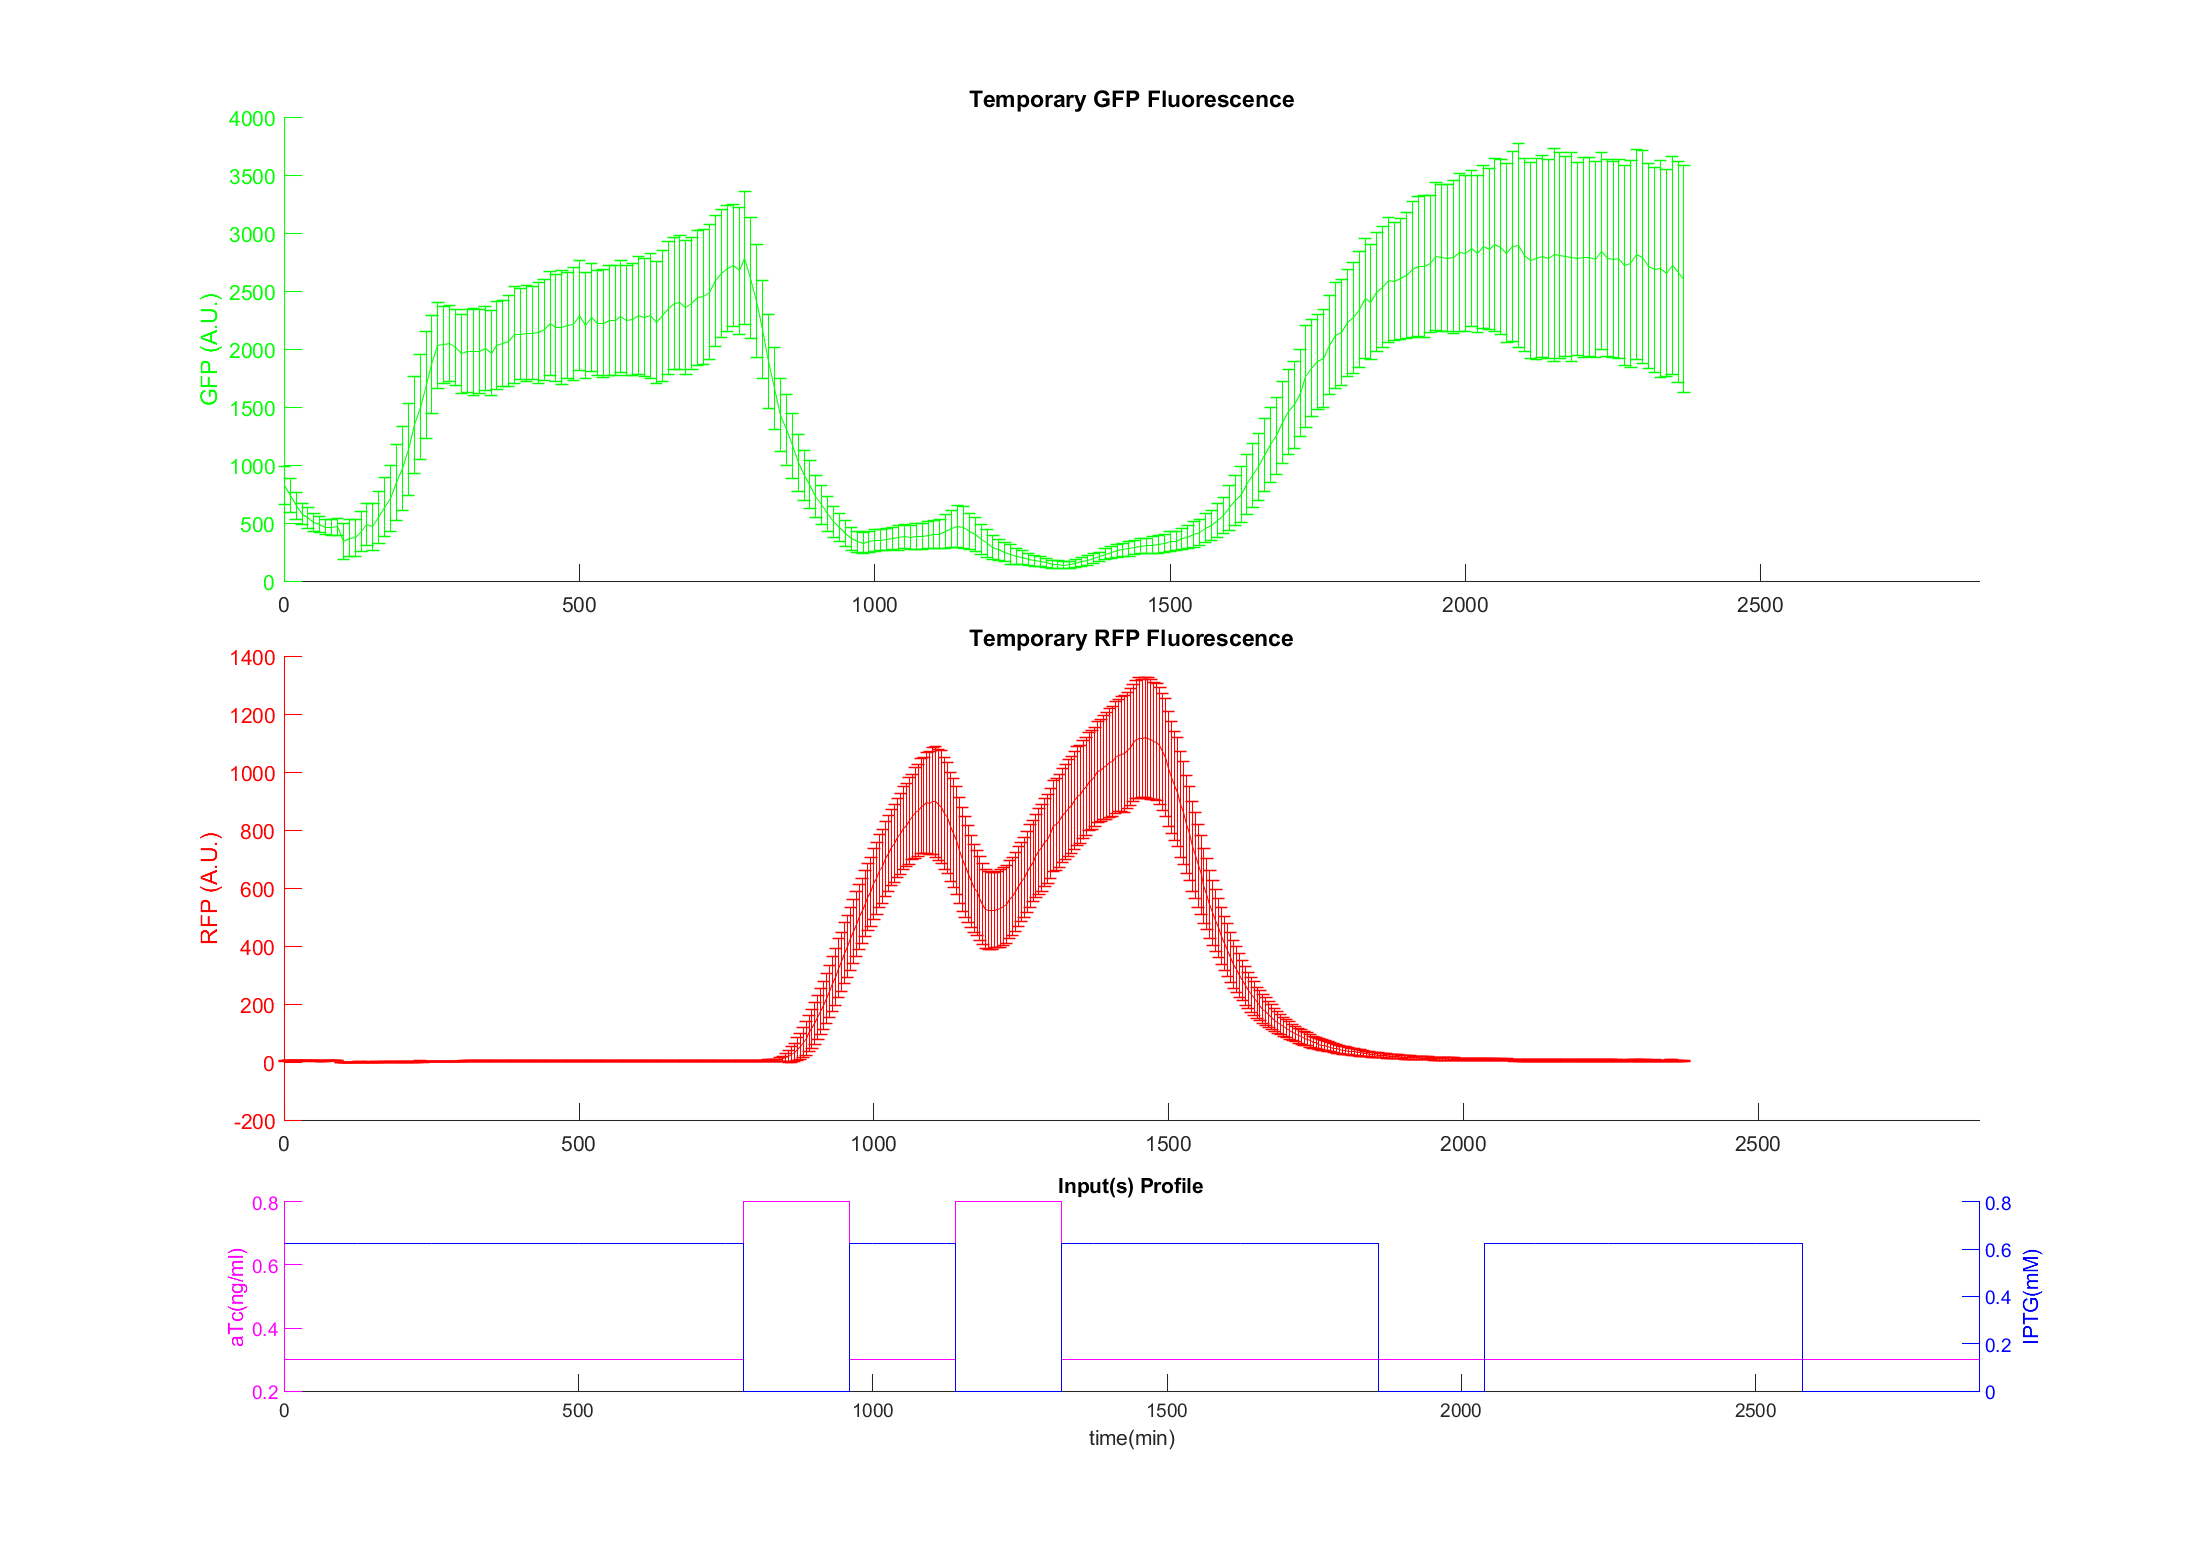 Temporary GFP Fluorescence
4000
3500
3000
2500
2000
1500
1000
500
0
GFP (A.U.)
0 500 1000 1500 2000 2500
Temporary RFP Fluorescence
1400
1200
1000
800
600
400
200
0
-200
RFP (A.U.)
0 500 1000 1500 2000 2500
Input(s) Profile
0.8
0.6
0.4
0.2
aTc(ng/ml)
0.8
0.6
0.4
0.2
0
IPTG(mM)
0 500 1000 1500 2000 2500
time(min)